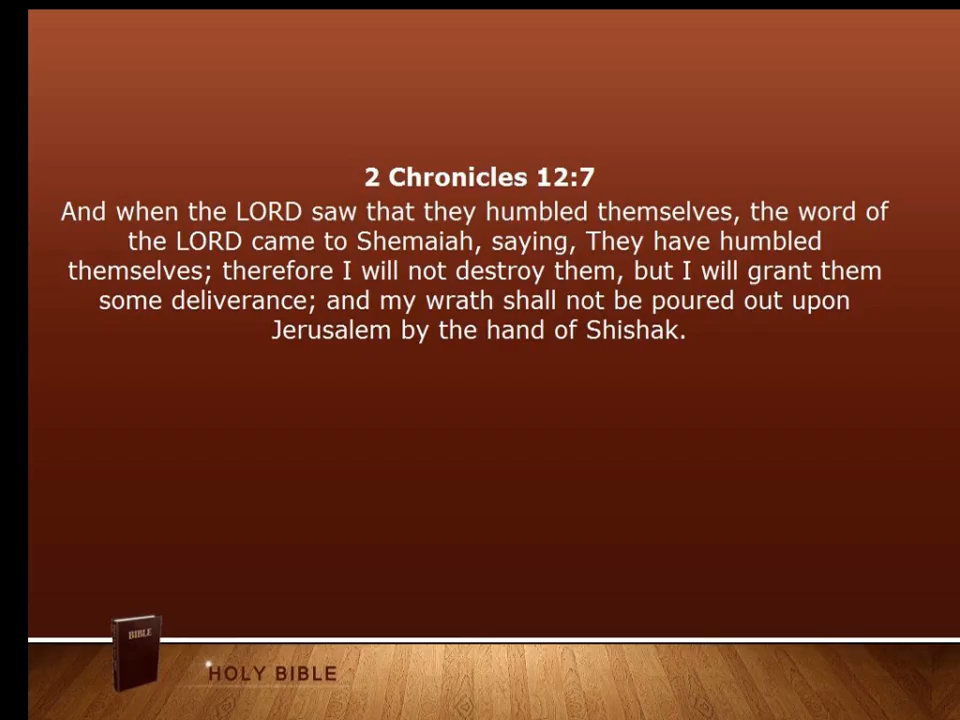 2 Chronicles 12:7
And when the LORD saw that they humbled themselves, the word of
the LORD came to Shemaiah, saying, They have humbled
themselves; therefore I will not destroy them, but I will grant them
some deliverance; and my wrath shall not be poured out upon
Jerusalem by the hand of Shishak.
BIBLE
HOLY BIBLE